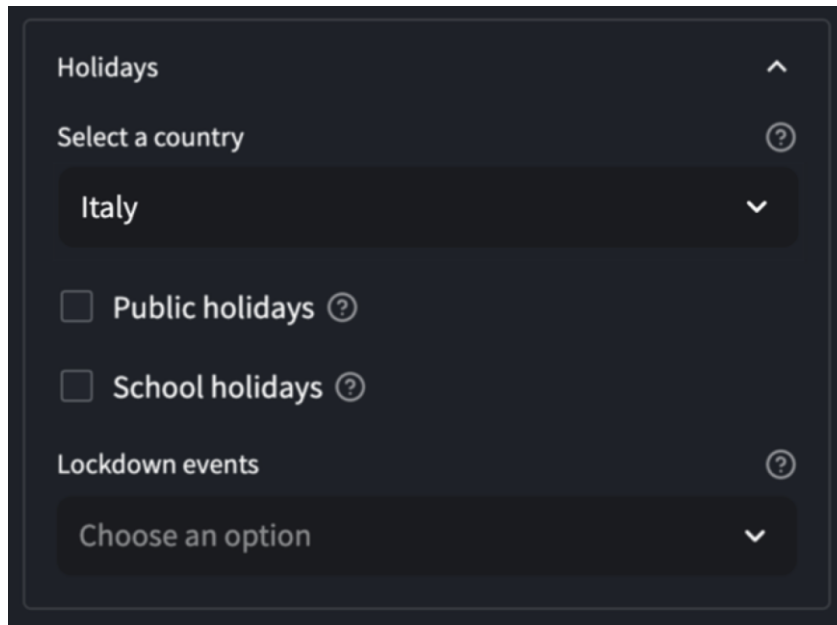 Holidays
Select a country
Italy
Public holidays
School holidays
Lockdown events
Choose an option